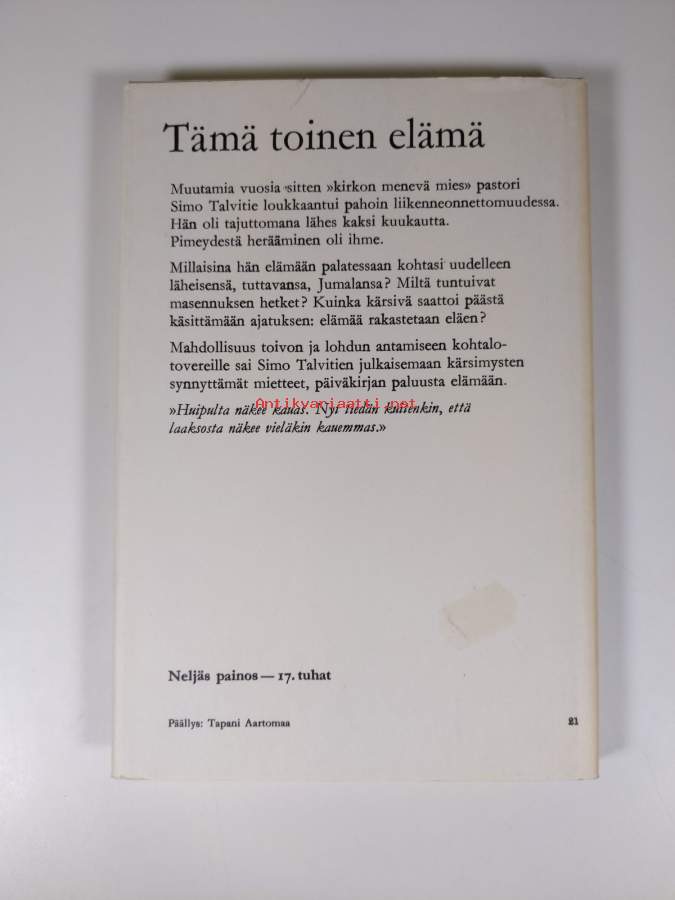 Tämä toinen elämä
Muutamia vuosia sitten »kirkon menevä mies» pastori
Simo Talvitie loukkaantui pahoin liikenneonnettomuudessa.
Hän oli tajuttomana lähes kaksi kuukautta.
Pimeydestä herääminen oli ihme.
Millaisina hän elämään palatessaan kohtasi uudelleen
läheisensä, tuttavansa, Jumalansa? Miltä tuntuivat
masennuksen hetket? Kuinka kärsivä saattoi päästä
käsittämään ajatuksen: elämää rakastetaan eläen?
Mahdollisuus toivon ja lohdun antamiseen kohtalo-
tovereille sai Simo Talvitien julkaisemaan kärsimysten
synnyttämät mietteet, päiväkirjan paluusta elämään.
Antikvariaatti.net
»Huipulta näkee kauas. Nyt tiedän kuitenkin, että
laaksosta näkee vieläkin kauemmas.»
Neljäs painos — 17. tuhat
Päällys: Tapani Aartomaa
21